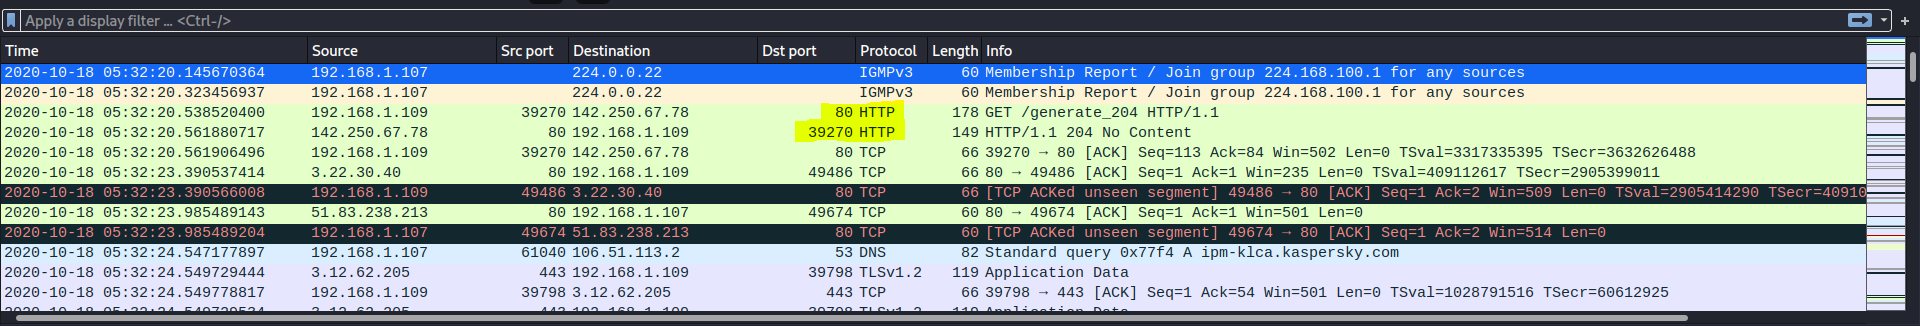 Apply a display filter ... <Ctrl-/>
+
Time Source Src port Destination Dst port Protocol Length Info
2020-10-18 05:32:20.145670364 192.168.1.107 224.0.0.22 IGMPv3 60 Membership Report / Join group 224.168.100.1 for any sources
2020-10-18 05:32:20.323456937 192.168.1.107 224.0.0.22 IGMPv3 60 Membership Report / Join group 224.168.100.1 for any sources
2020-10-18 05:32:20.538520400 192.168.1.109 39270 142.250.67.78 80 HTTP 178 GET /generate_204 HTTP/1.1
2020-10-18 05:32:20.561880717 142.250.67.78 80 192.168.1.109 39270 HTTP 149 HTTP/1.1 204 No Content
2020-10-18 05:32:20.561906496 192.168.1.109 39270 142.250.67.78 80 TCP 66 39270 → 80 [ACK] Seq=113 Ack=84 Win=502 Len=0 TSval=3317335395 TSecr=3632626488
2020-10-18 05:32:23.390537414 3.22.30.40 80 192.168.1.109 49486 TCP 66 80 → 49486 [ACK] Seq=1 Ack=1 Win=235 Len=0 TSval=409112617 TSecr=2905399011
2020-10-18 05:32:23.390566008 192.168.1.109 49486 3.22.30.40 80 TCP 66 [TCP ACKed unseen segment] 49486 → 80 [ACK] Seq=1 Ack=2 Win=509 Len=0 TSval=2905414290 TSecr=40910
2020-10-18 05:32:23.985489143 51.83.238.213 80 192.168.1.107 49674 TCP 60 80 → 49674 [ACK] Seq=1 Ack=1 Win=501 Len=0
2020-10-18 05:32:23.985489204 192.168.1.107 49674 51.83.238.213 80 TCP 60 [TCP ACKed unseen segment] 49674 → 80 [ACK] Seq=1 Ack=2 Win=514 Len=0
2020-10-18 05:32:24.547177897 192.168.1.107 61040 106.51.113.2 53 DNS 82 Standard query 0x77f4 A ipm-klca.kaspersky.com
2020-10-18 05:32:24.549729444 3.12.62.205 443 192.168.1.109 39798 TLSv1.2 119 Application Data
2020-10-18 05:32:24.549778817 192.168.1.109 39798 3.12.62.205 443 TCP 66 39798 → 443 [ACK] Seq=1 Ack=54 Win=501 Len=0 TSval=1028791516 TSecr=60612925